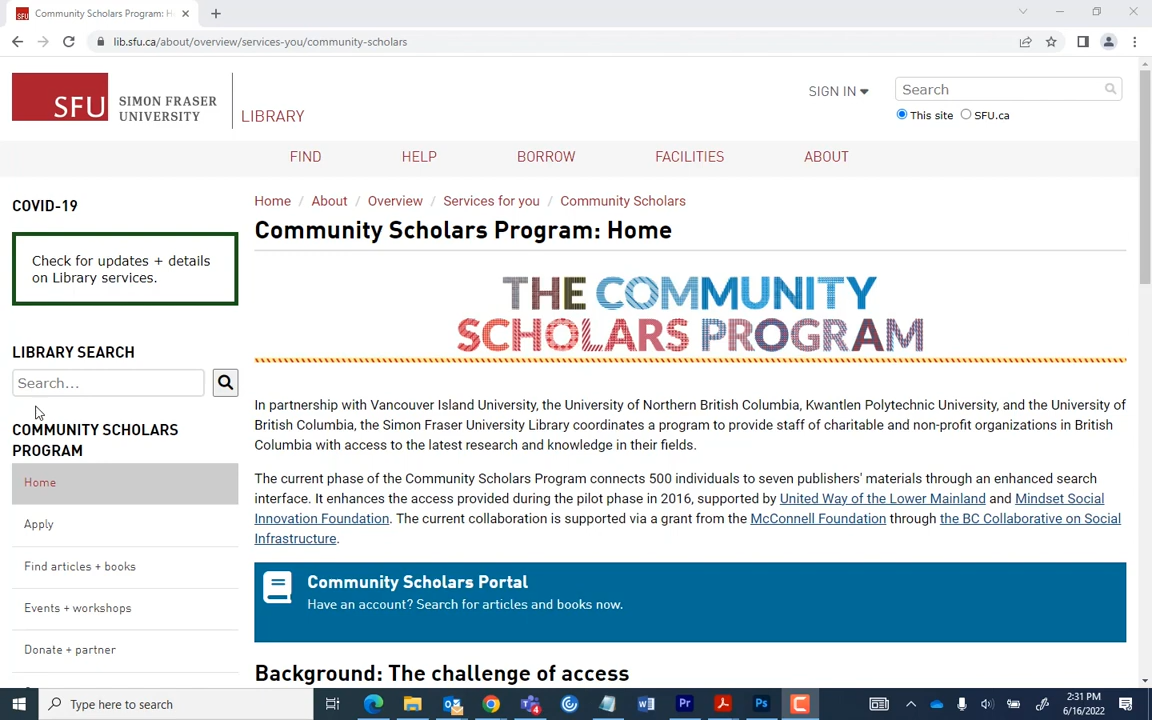 Community Scholars Program: H
lib.sfu.ca/about/overview/services-you/community-scholars
SFU
SFU
SIMON FRASER
UNIVERSITY
LIBRARY
SIGN IN
Search
This site
SFU.ca
FIND
HELP
BORROW
FACILITIES
ABOUT
COVID-19
Check for updates + details
on Library services.
LIBRARY SEARCH
Search...
COMMUNITY SCHOLARS
PROGRAM
Home
Apply
Find articles + books
Events + workshops
Donate + partner
Home / About / Overview / Services for you / Community Scholars
Community Scholars Program: Home
THE COMMUNITY
SCHOLARS PROGRAM
In partnership with Vancouver Island University, the University of Northern British Columbia, Kwantlen Polytechnic University, and the University of
British Columbia, the Simon Fraser University Library coordinates a program to provide staff of charitable and non-profit organizations in British
Columbia with access to the latest research and knowledge in their fields.
The current phase of the Community Scholars Program connects 500 individuals to seven publishers' materials through an enhanced search
interface. It enhances the access provided during the pilot phase in 2016, supported by United Way of the Lower Mainland and Mindset Social
Innovation Foundation. The current collaboration is supported via a grant from the McConnell Foundation through the BC Collaborative on Social
Infrastructure.
Community Scholars Portal
Have an account? Search for articles and books now.
Background: The challenge of access
Type here to search
4
Pr
Ps
2:31 PM
6/16/2022